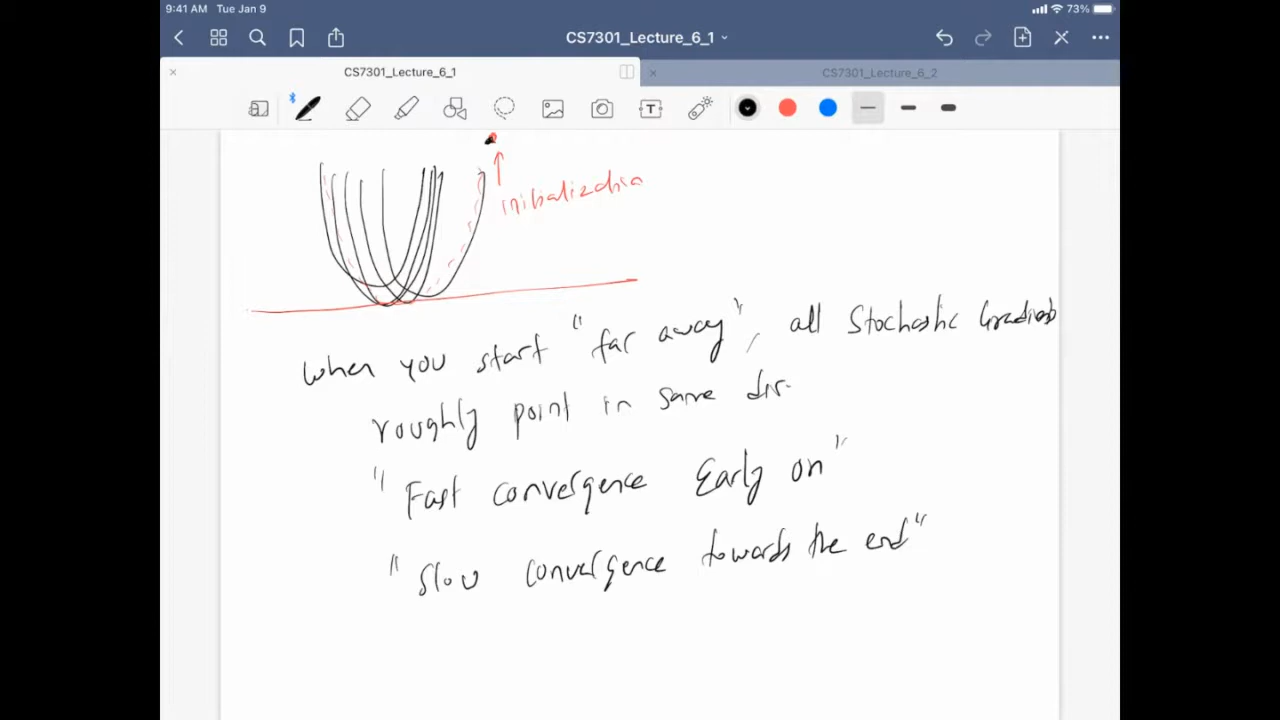 9:41 AM Tue Jan 9
73%
CS7301_Lecture_6_1
CS7301_Lecture_6_1
CS7301_Lecture_6_2
T
initialization
When you start "far away", all Stochastic Gradients
roughly point in same dir.
"Fast convergence Early on"
"Slow convergence towards the end"